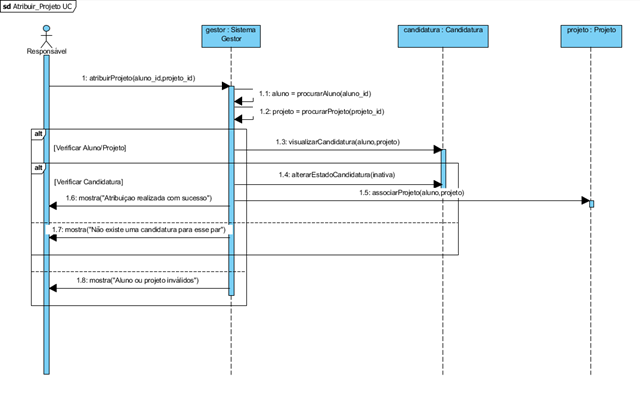 sd Atribuir_Projeto UC
Responsável
gestor : Sistema
Gestor
candidatura : Candidatura
projeto : Projeto
1: atribuirProjeto(aluno_id,projeto_id)
1.1: aluno = procurarAluno(aluno_id)
1.2: projeto = procurarProjeto(projeto_id)
alt
[Verificar Aluno/Projeto]
1.3: visualizarCandidatura(aluno,projeto)
alt
[Verificar Candidatura]
1.4: alterarEstadoCandidatura(inativa)
1.5: associarProjeto(aluno,projeto)
1.6: mostra("Atribuiçao realizada com sucesso")
1.7: mostra("Não existe uma candidatura para esse par")
1.8: mostra("Aluno ou projeto inválidos")